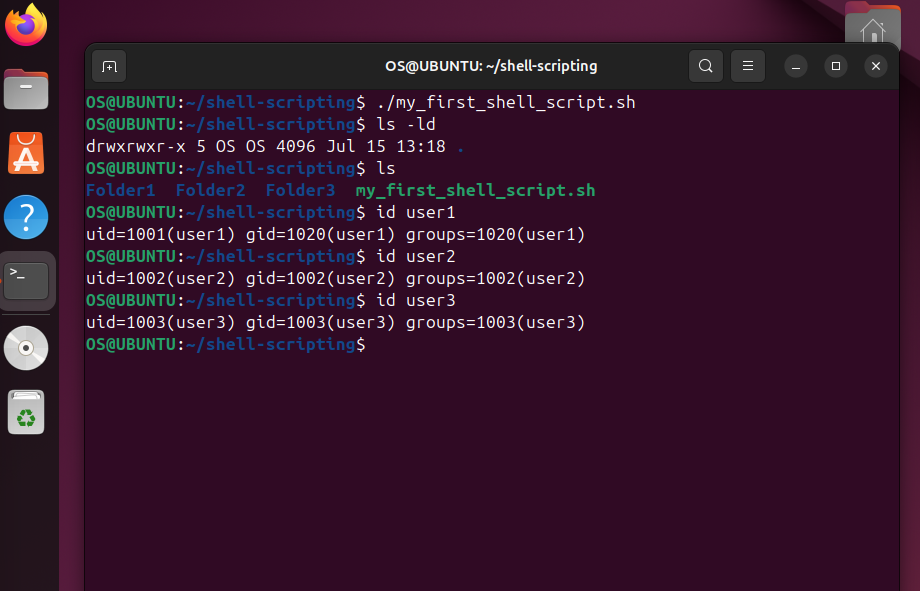 OS@UBUNTU: ~/shell-scripting
OS@UBUNTU:~/shell-scripting$ ./my_first_shell_script.sh
OS@UBUNTU:~/shell-scripting$ ls -ld
drwxrwxr-x 5 OS OS 4096 Jul 15 13:18 .
OS@UBUNTU:~/shell-scripting$ ls
Folder1  Folder2  Folder3  my_first_shell_script.sh
OS@UBUNTU:~/shell-scripting$ id user1
uid=1001(user1) gid=1020(user1) groups=1020(user1)
OS@UBUNTU:~/shell-scripting$ id user2
uid=1002(user2) gid=1002(user2) groups=1002(user2)
OS@UBUNTU:~/shell-scripting$ id user3
uid=1003(user3) gid=1003(user3) groups=1003(user3)
OS@UBUNTU:~/shell-scripting$